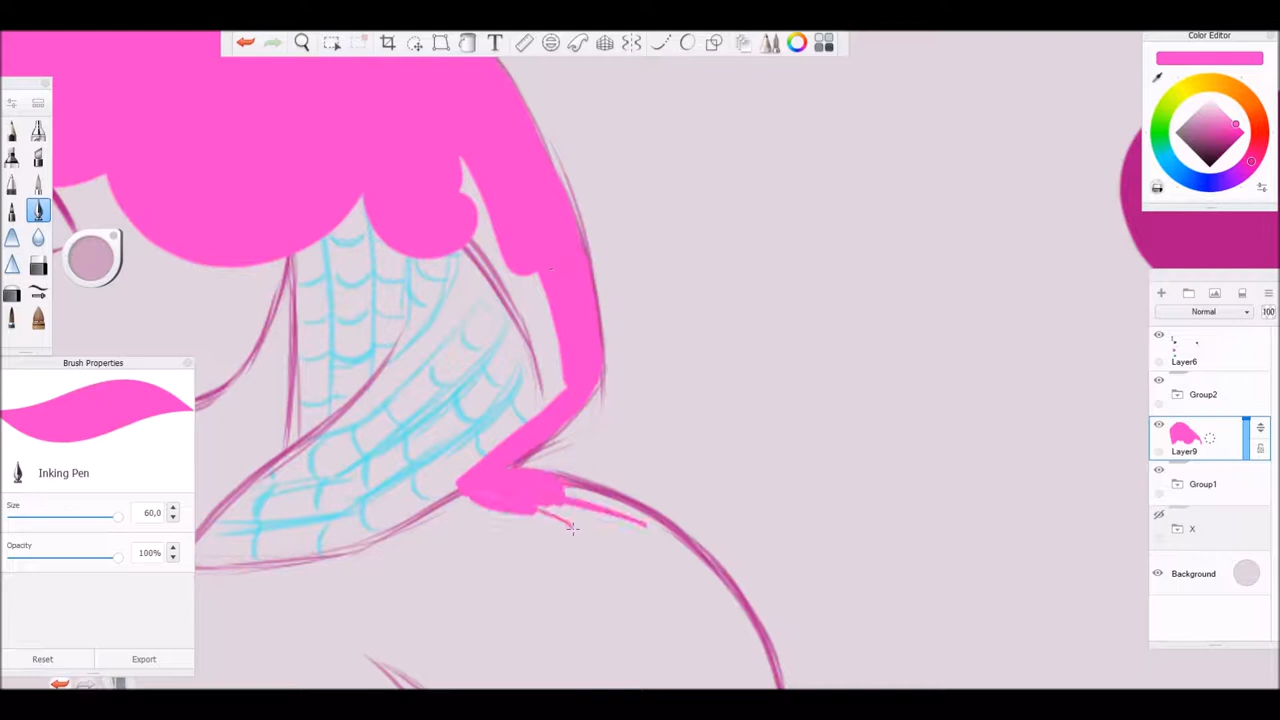 T
Color Editor
Normal
100
Layer6
Group2
Layer9
Group1
X
Background
Brush Properties
Inking Pen
Size
60,0
Opacity
100%
Reset
Export